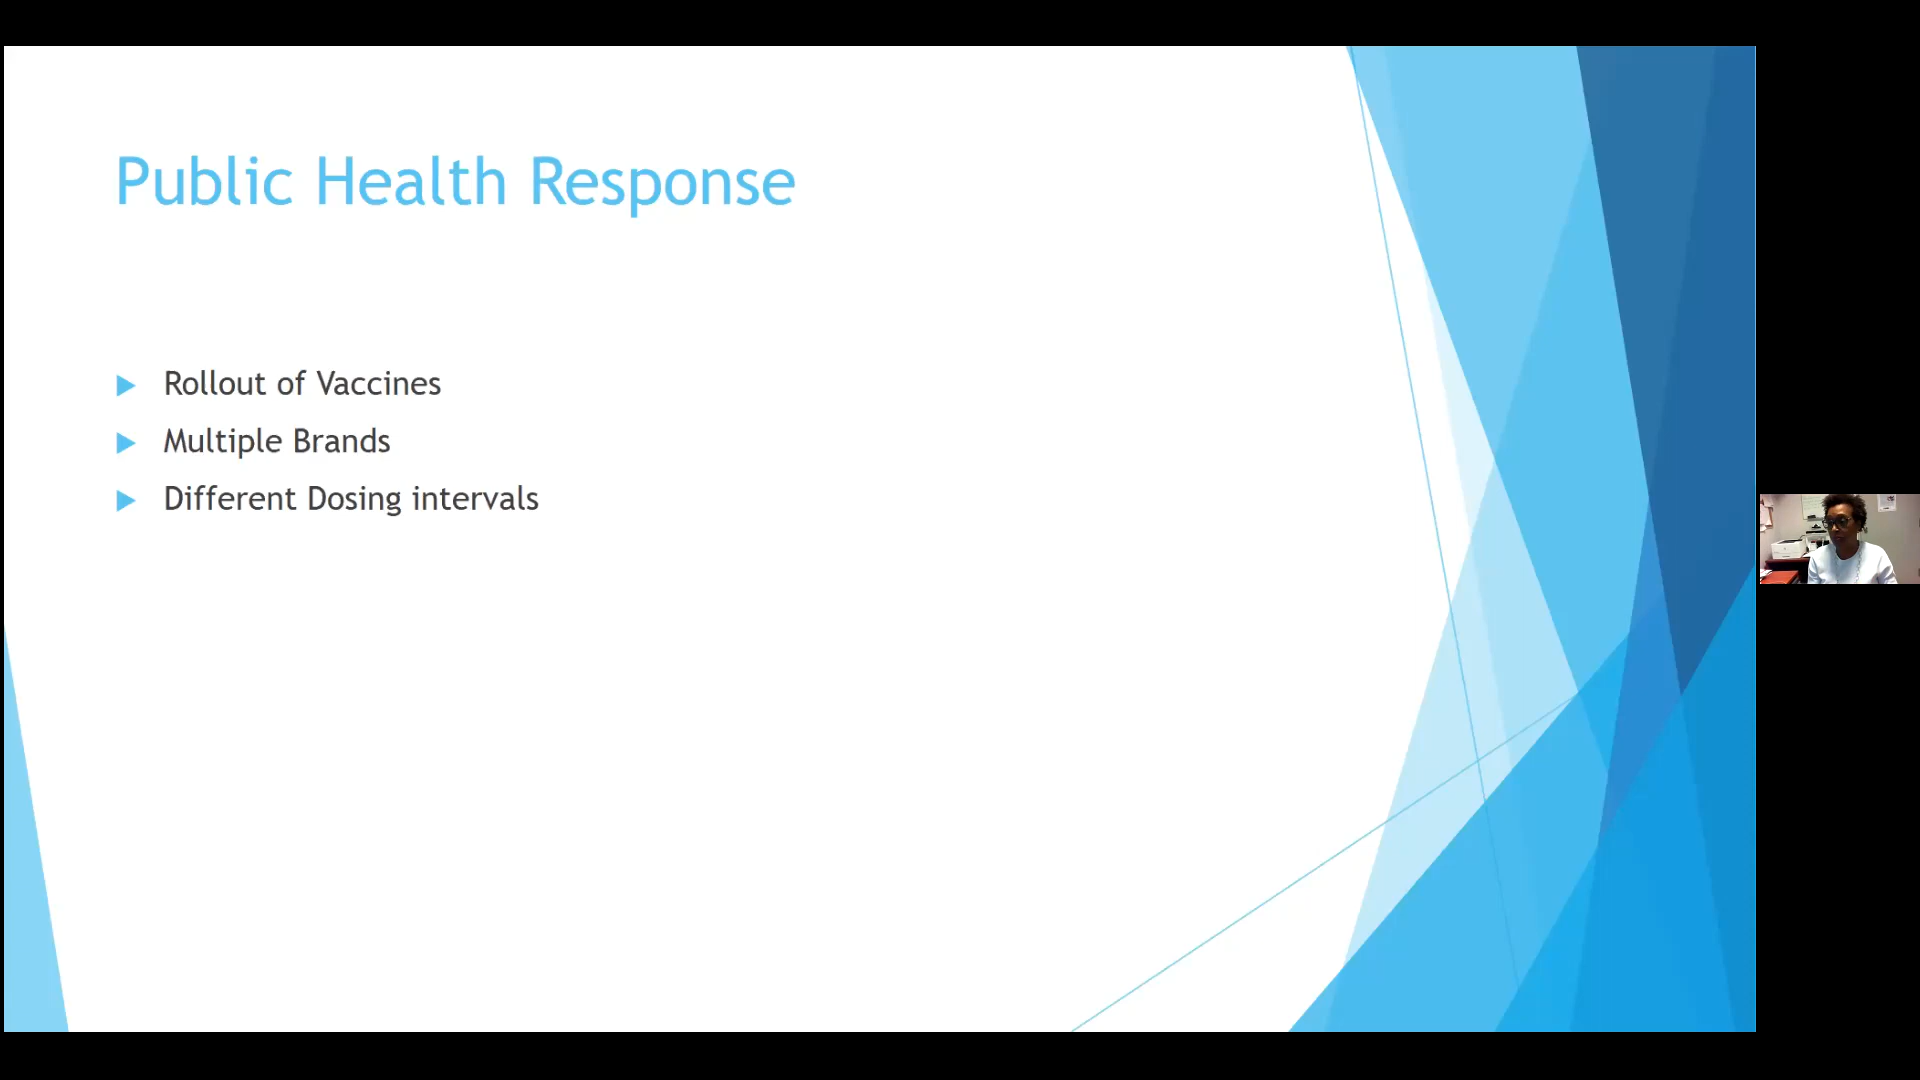 Public Health Response
Rollout of Vaccines
Multiple Brands
Different Dosing intervals